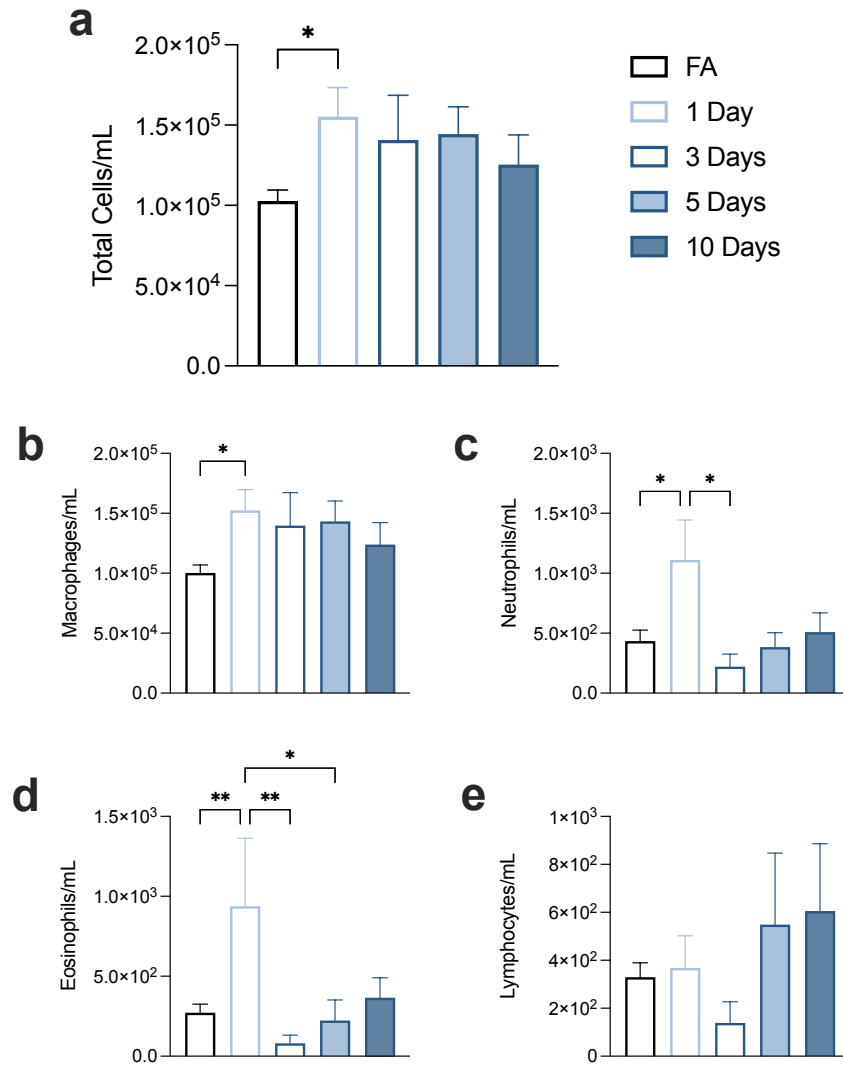 a
*
Total Cells/mL
2.0×10⁵
1.5×10⁵
1.0×10⁵
5.0×10⁴
0.0
FA
1 Day
3 Days
5 Days
10 Days
b
*
Macrophages/mL
2.0×10⁵
1.5×10⁵
1.0×10⁵
5.0×10⁴
0.0
c
* *
Neutrophils/mL
2.0×10³
1.5×10³
1.0×10³
5.0×10²
0.0
d
*
** **
Eosinophils/mL
1.5×10³
1.0×10³
5.0×10²
0.0
e
Lymphocytes/mL
1×10³
8×10²
6×10²
4×10²
2×10²
0